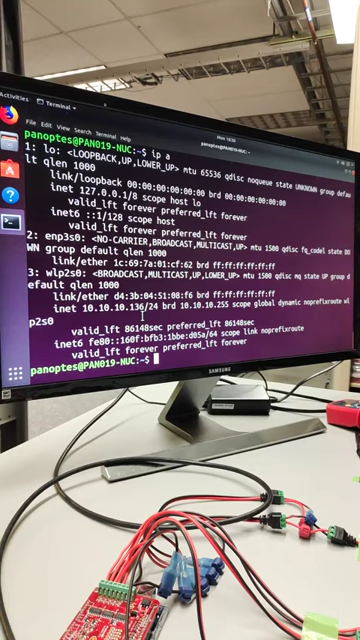 Activities
Terminal
Mon 16:50
panoptes@PAN019-NUC: ~
File Edit View Search Terminal Help
panoptes@PAN019-NUC:~$ ip a
1: lo: <LOOPBACK,UP,LOWER_UP> mtu 65536 qdisc noqueue state UNKNOWN group defau
lt qlen 1000
link/loopback 00:00:00:00:00:00 brd 00:00:00:00:00:00
inet 127.0.0.1/8 scope host lo
valid_lft forever preferred_lft forever
inet6 ::1/128 scope host
valid_lft forever preferred_lft forever
2: enp3s0: <NO-CARRIER,BROADCAST,MULTICAST,UP> mtu 1500 qdisc fq_codel state DO
WN group default qlen 1000
link/ether 1c:69:7a:01:cf:62 brd ff:ff:ff:ff:ff:ff
3: wlp2s0: <BROADCAST,MULTICAST,UP,LOWER_UP> mtu 1500 qdisc mq state UP group d
efault qlen 1000
link/ether d4:3b:04:51:08:f6 brd ff:ff:ff:ff:ff:ff
inet 10.10.10.136/24 brd 10.10.10.255 scope global dynamic noprefixroute wl
p2s0
valid_lft 86148sec preferred_lft 86148sec
inet6 fe80::160f:bfb3:1bbe:d05a/64 scope link noprefixroute
valid_lft forever preferred_lft forever
panoptes@PAN019-NUC:~$
SAMSUNG